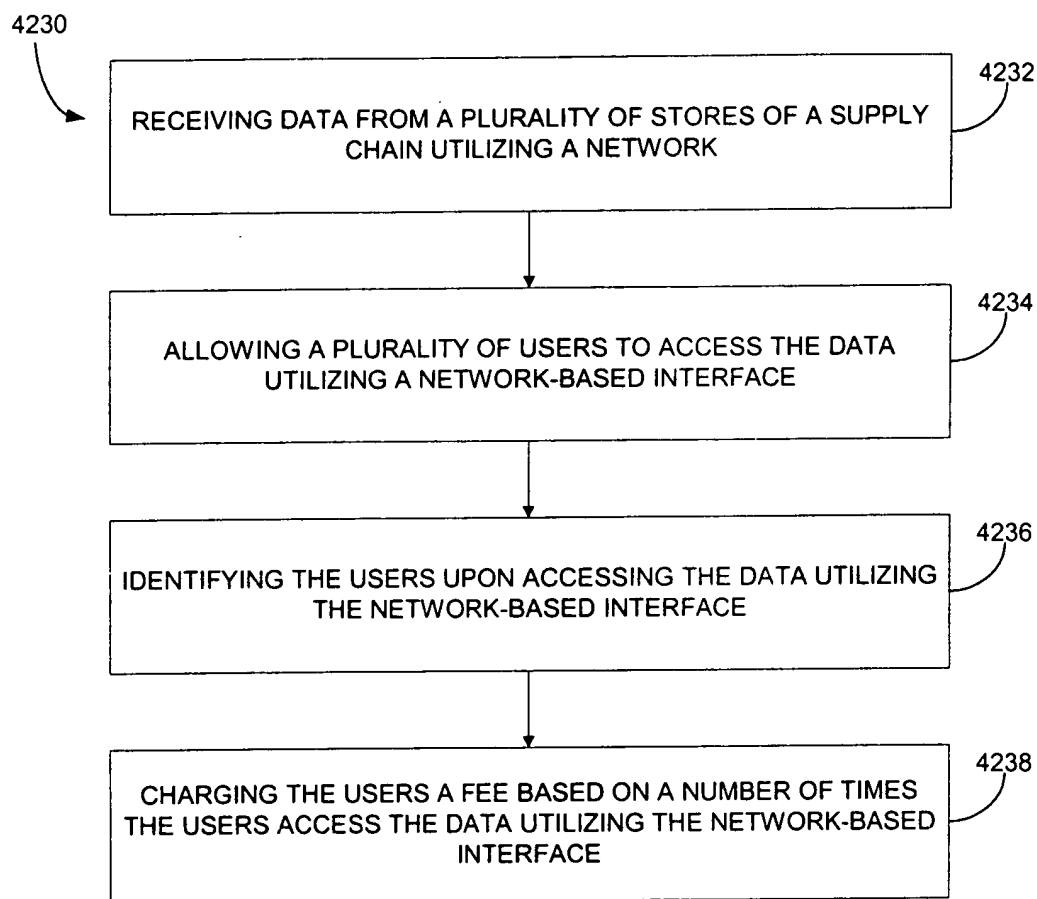 4230
4232
RECEIVING DATA FROM A PLURALITY OF STORES OF A SUPPLY
CHAIN UTILIZING A NETWORK
4234
ALLOWING A PLURALITY OF USERS TO ACCESS THE DATA
UTILIZING A NETWORK-BASED INTERFACE
4236
IDENTIFYING THE USERS UPON ACCESSING THE DATA UTILIZING
THE NETWORK-BASED INTERFACE
4238
CHARGING THE USERS A FEE BASED ON A NUMBER OF TIMES
THE USERS ACCESS THE DATA UTILIZING THE NETWORK-BASED
INTERFACE